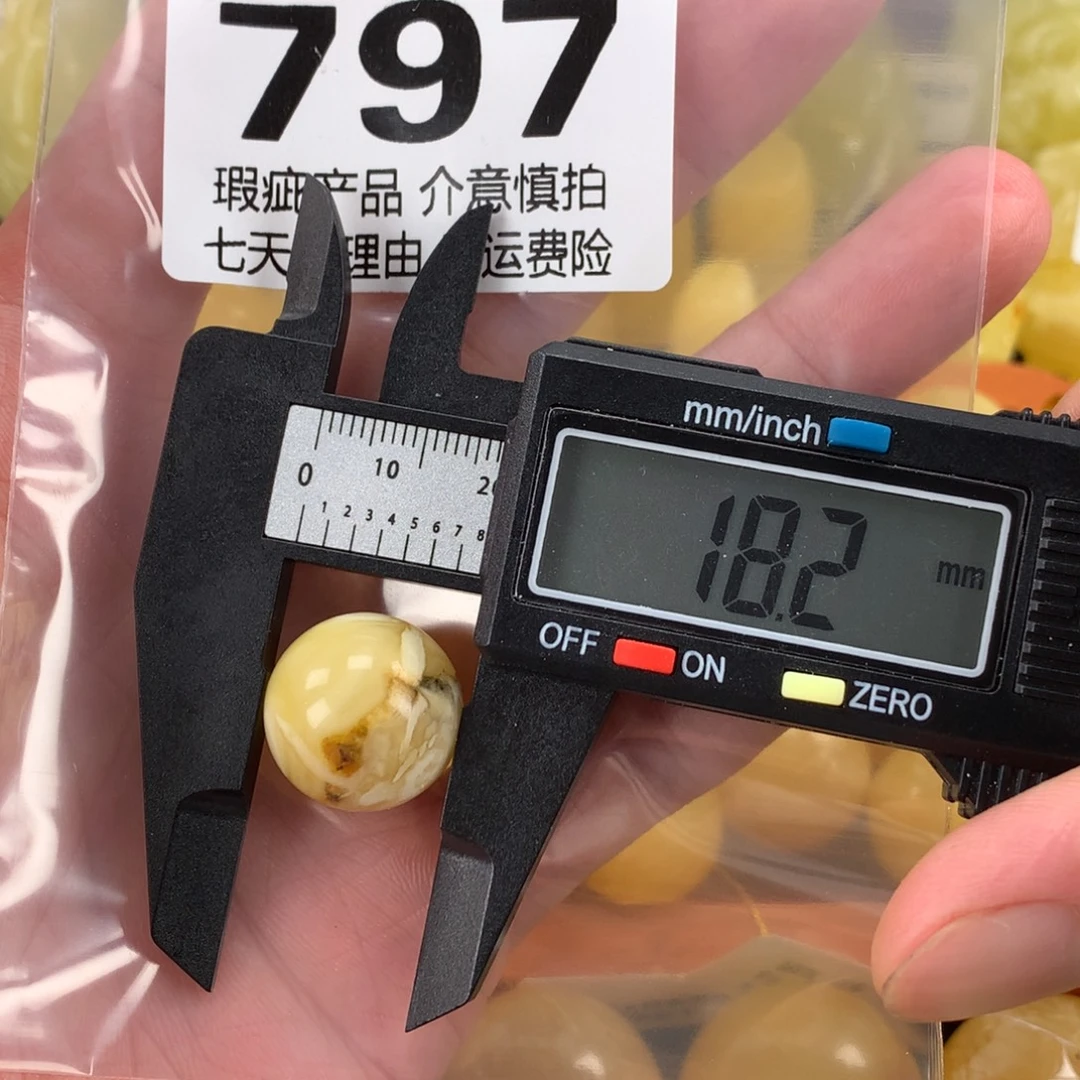 797
瑕疵产品 介意慎拍
七天 理由 运费险
mm/inch
18.2 mm
OFF ON ZERO
0 10 20
1 2 3 4 5 6 7 8